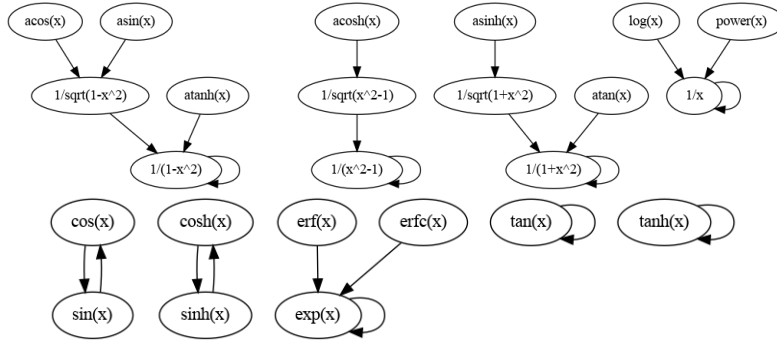 acos(x) asin(x) acosh(x) asinh(x) log(x) power(x)
1/sqrt(1-x^2) atanh(x) 1/sqrt(x^2-1) 1/sqrt(1+x^2) atan(x) 1/x
1/(1-x^2) 1/(x^2-1) 1/(1+x^2)
cos(x) cosh(x) erf(x) erfc(x) tan(x) tanh(x)
sin(x) sinh(x) exp(x)